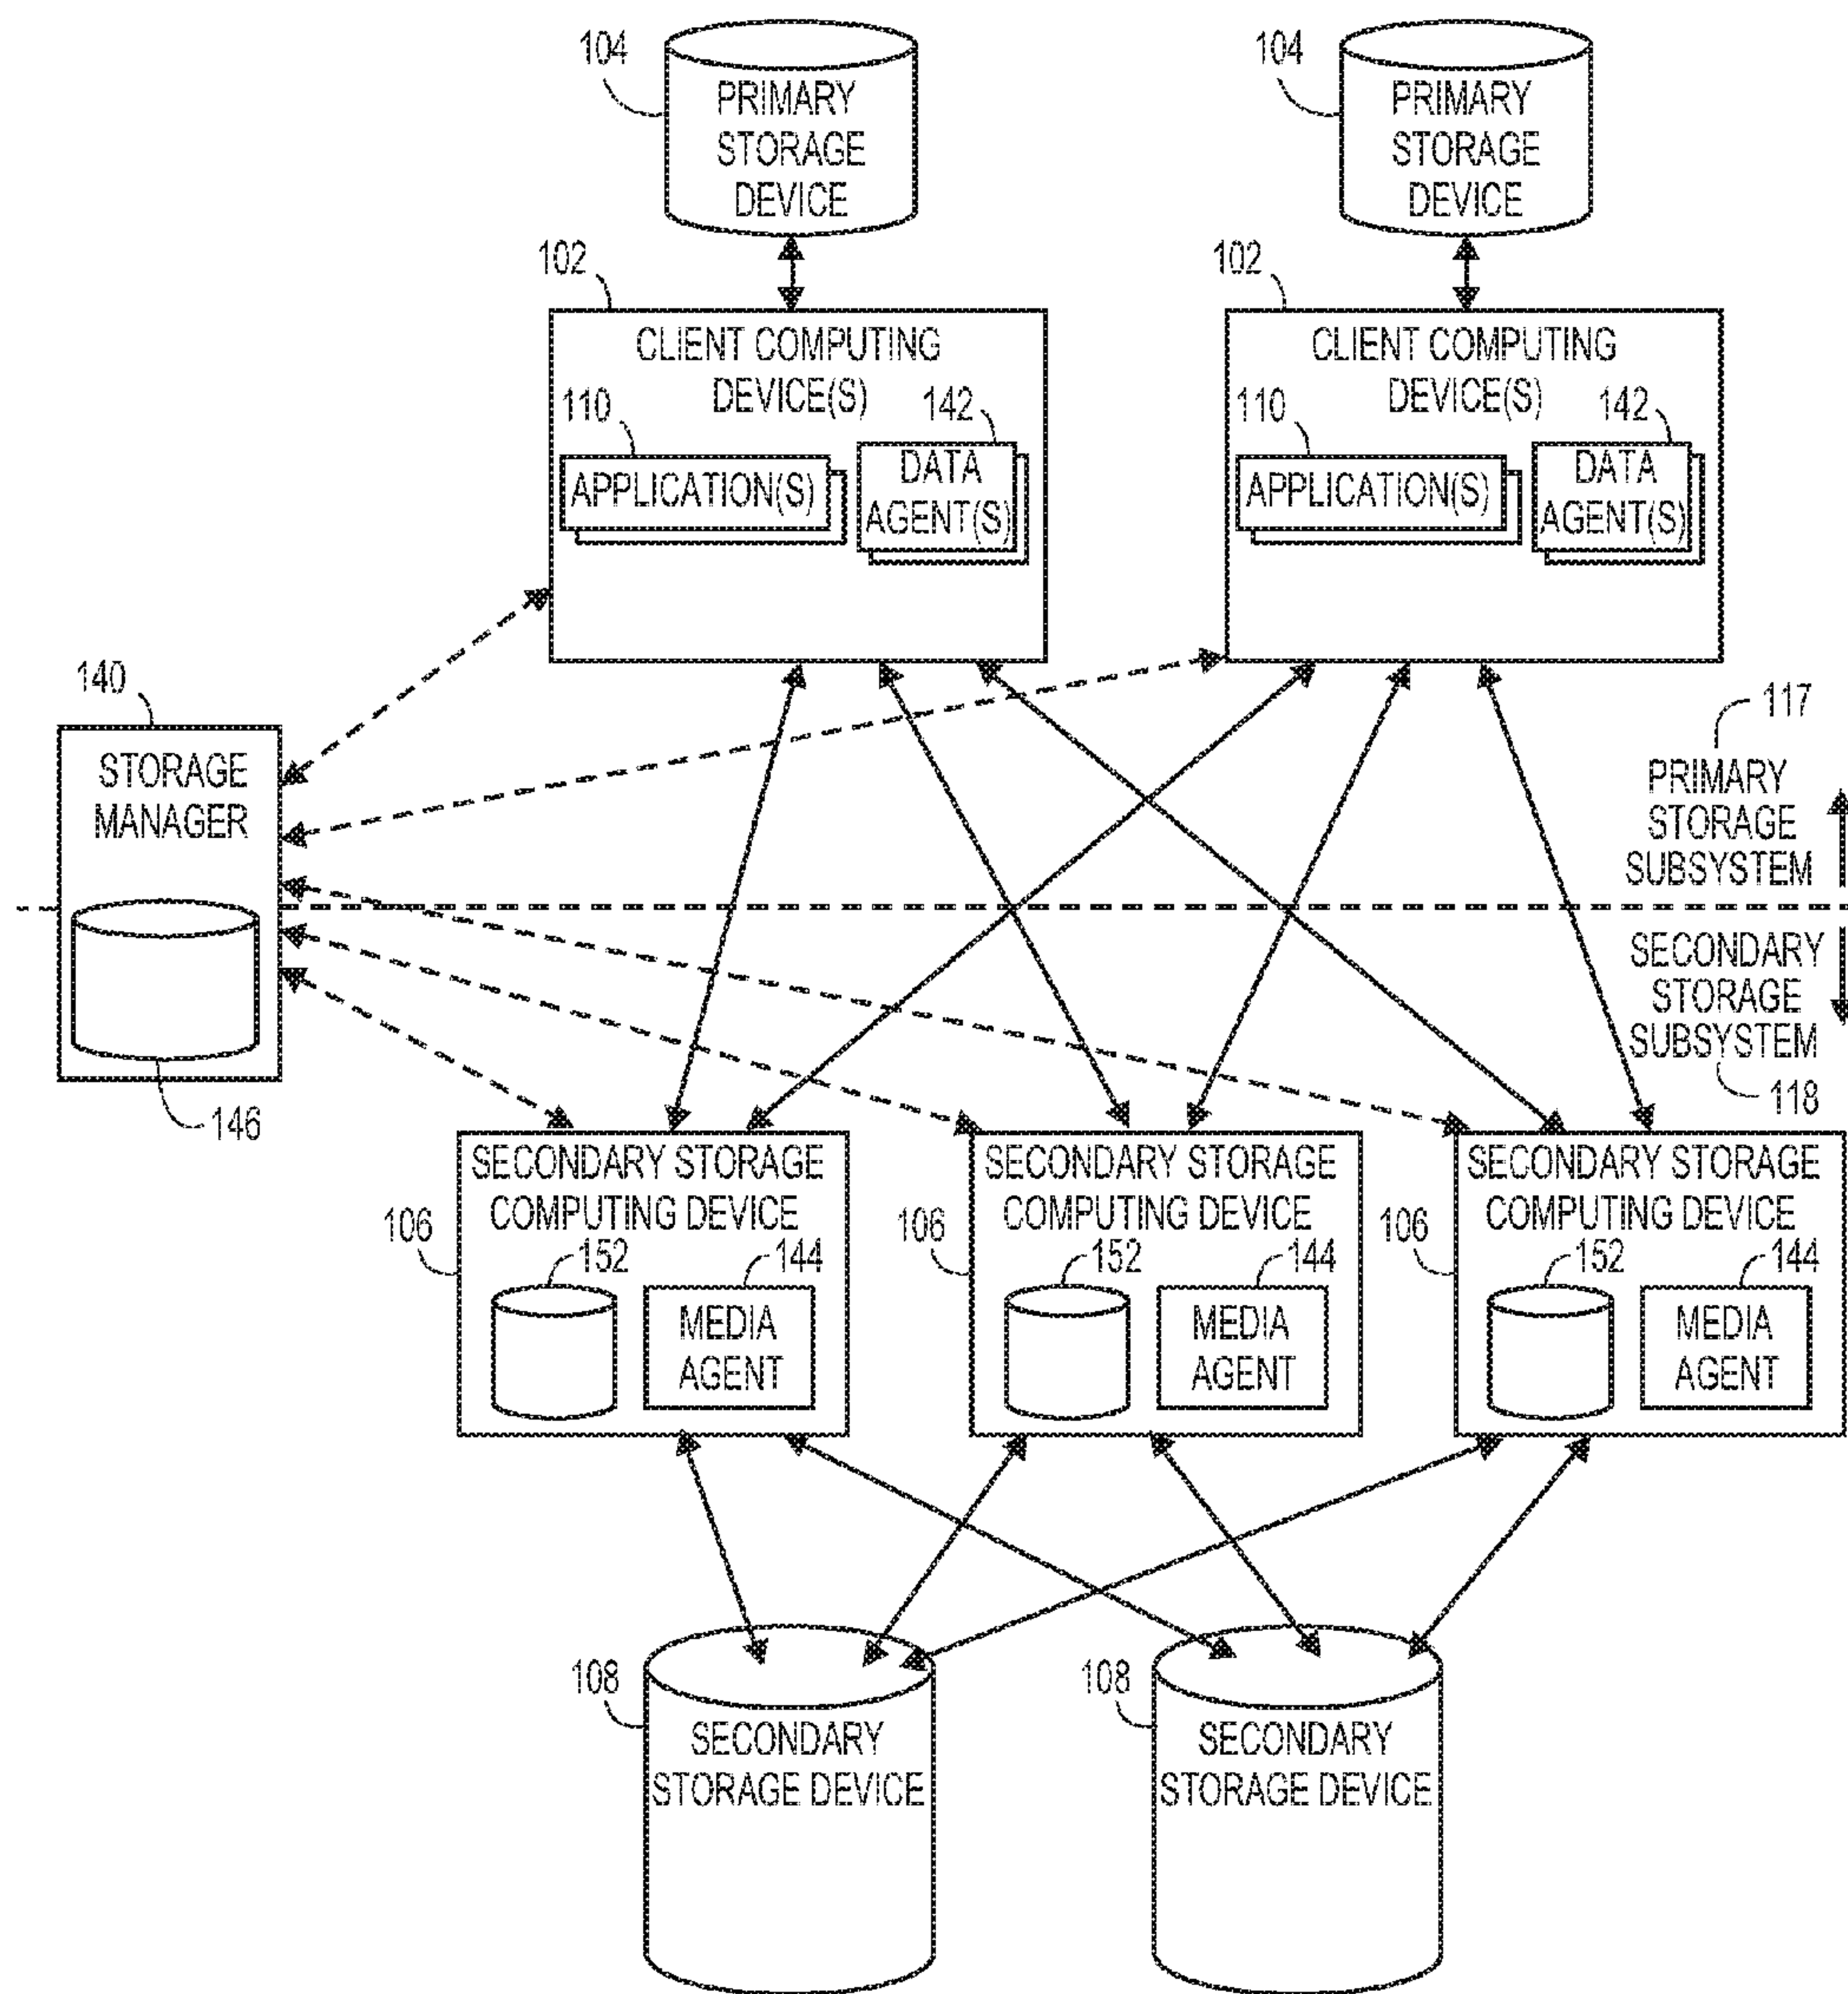 104
PRIMARY
STORAGE
DEVICE
104
PRIMARY
STORAGE
DEVICE
102
CLIENT COMPUTING
DEVICE(S)
110
142
APPLICATION(S)
DATA
AGENT(S)
102
CLIENT COMPUTING
DEVICE(S)
110
142
APPLICATION(S)
DATA
AGENT(S)
140
STORAGE
MANAGER
146
117
PRIMARY
STORAGE
SUBSYSTEM
SECONDARY
STORAGE
SUBSYSTEM
118
SECONDARY STORAGE
COMPUTING DEVICE
106
152
144
MEDIA
AGENT
SECONDARY STORAGE
COMPUTING DEVICE
106
152
144
MEDIA
AGENT
SECONDARY STORAGE
COMPUTING DEVICE
106
152
144
MEDIA
AGENT
108
SECONDARY
STORAGE DEVICE
108
SECONDARY
STORAGE DEVICE